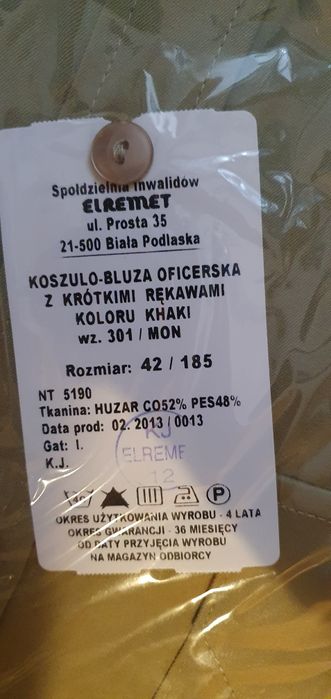 Spółdzielnia Inwalidów
ELREMET
ul. Prosta 35
21-500 Biała Podlaska
KOSZULO-BLUZA OFICERSKA
Z KRÓTKIMI RĘKAWAMI
KOLORU KHAKI
wz. 301 / MON
Rozmiar: 42 / 185
NT 5190
Tkanina: HUZAR CO52% PES48%
Data prod: 02. 2013 / 0013
Gat: I.
K.J.
KJ
ELREME
12
P
OKRES UŻYTKOWANIA WYROBU - 4 LATA
OKRES GWARANCJI - 36 MIESIĘCY
OD DATY PRZYJĘCIA WYROBU
NA MAGAZYN ODBIORCY